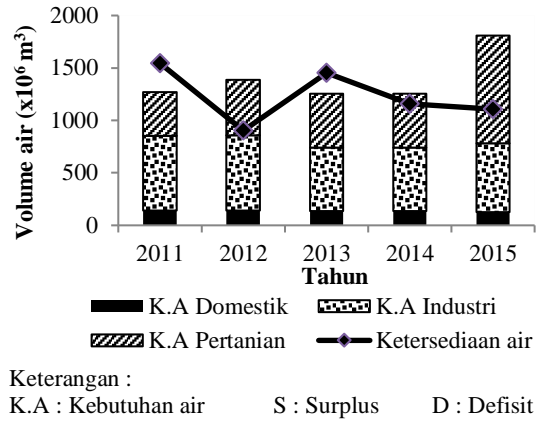 2000
1500
1000
500
0
Volume air (x10⁶ m³)
2011 2012 2013 2014 2015
Tahun
K.A Domestik K.A Industri
K.A Pertanian Ketersediaan air
Keterangan :
K.A : Kebutuhan air S : Surplus D : Defisit